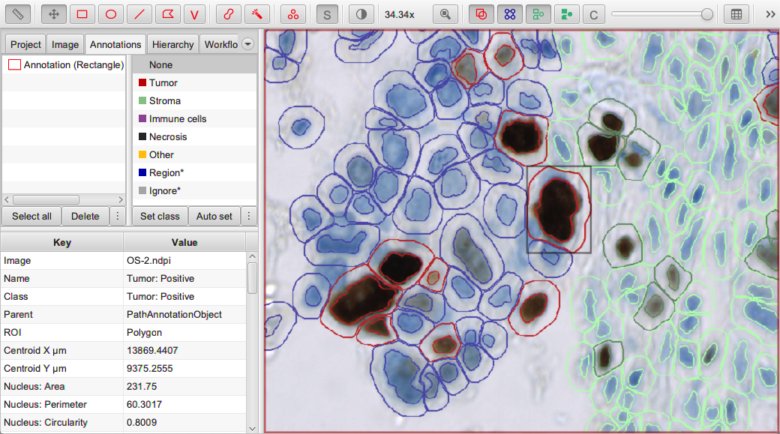 V
S
34.34x
C
Project Image Annotations Hierarchy Workflo
Annotation (Rectangle)
None
Tumor
Stroma
Immune cells
Necrosis
Other
Region*
Ignore*
Select all Delete Set class Auto set
Key Value
Image OS-2.ndpi
Name Tumor: Positive
Class Tumor: Positive
Parent PathAnnotationObject
ROI Polygon
Centroid X µm 13869.4407
Centroid Y µm 9375.2555
Nucleus: Area 231.75
Nucleus: Perimeter 60.3017
Nucleus: Circularity 0.8009